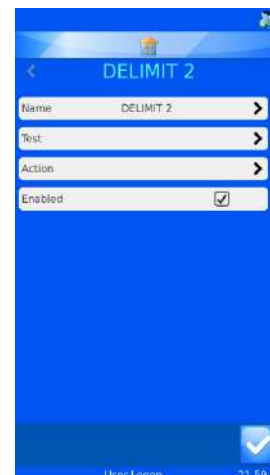 DELIMIT 2
Name DELIMIT 2
Test
Action
Enabled
User Logon 21:59